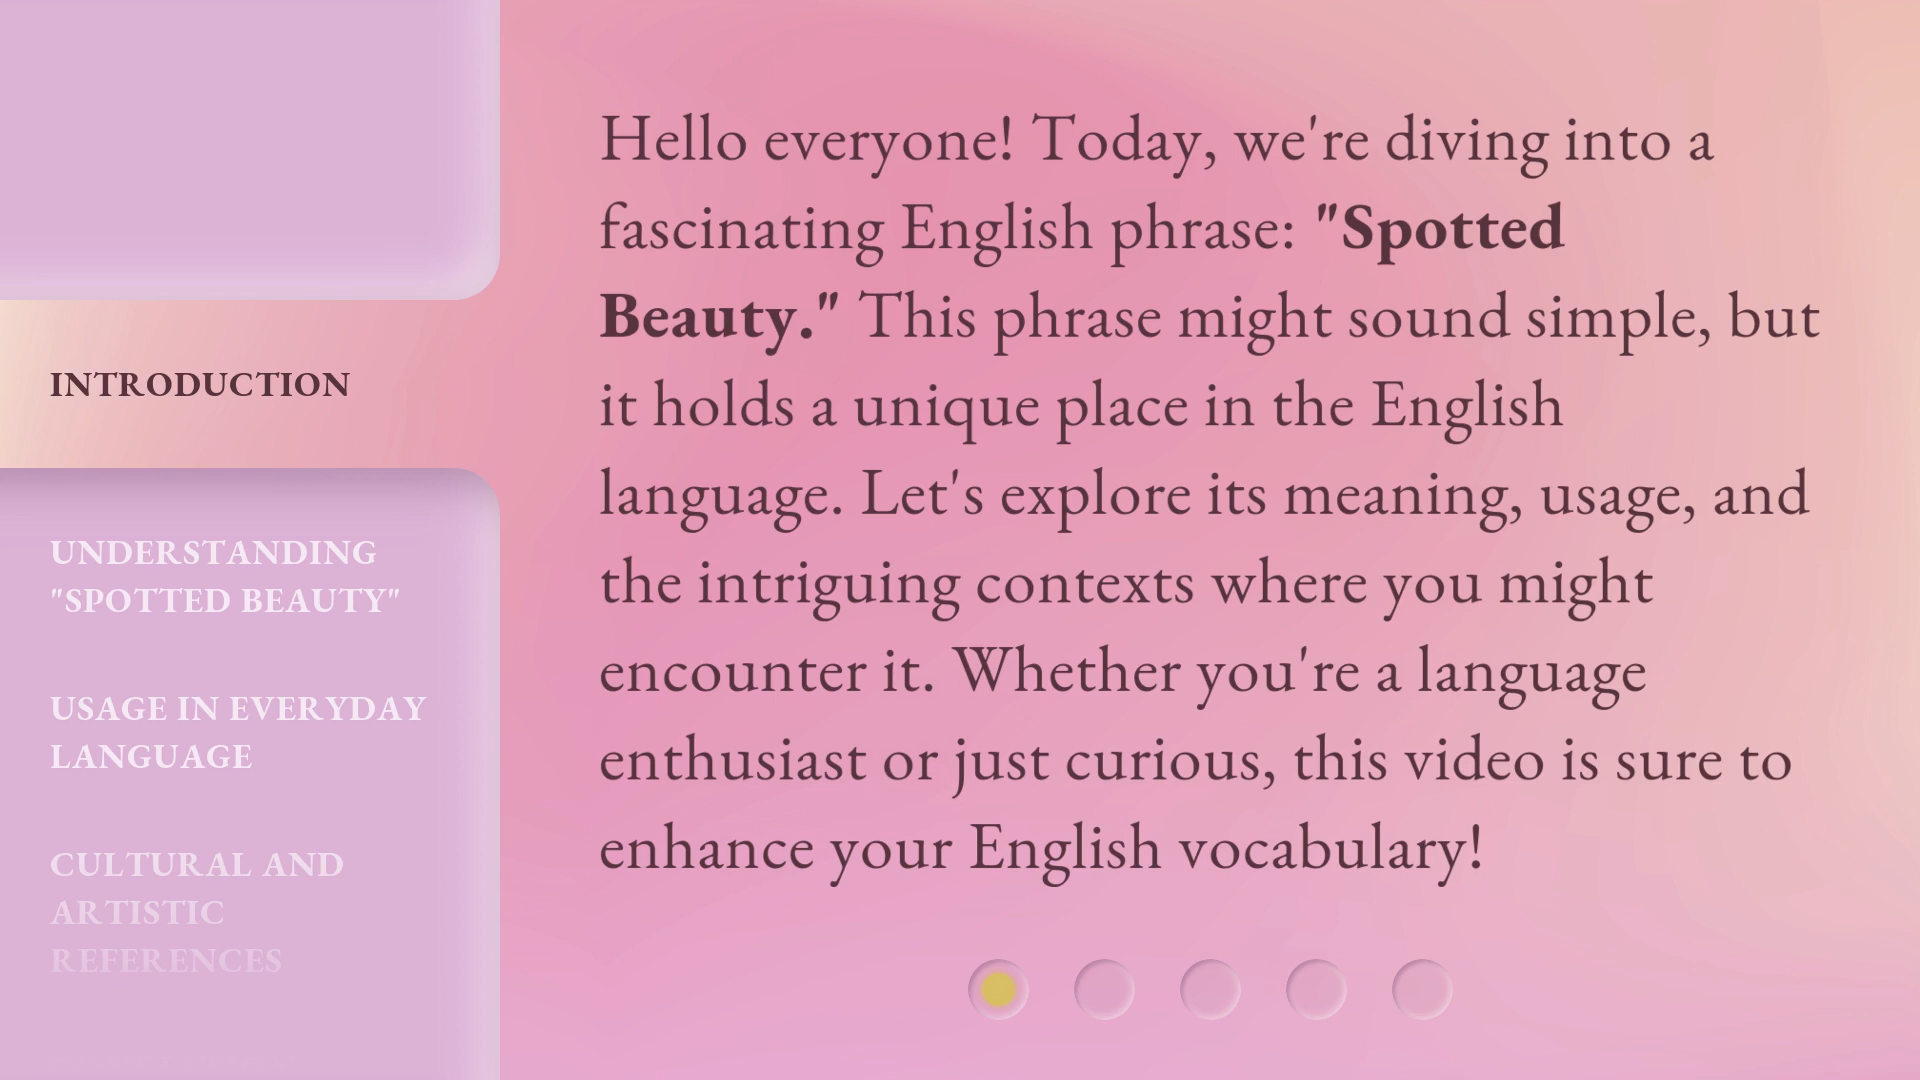 INTRODUCTION
UNDERSTANDING
"SPOTTED BEAUTY"
USAGE IN EVERYDAY
LANGUAGE
CULTURAL AND
ARTISTIC
REFERENCES
Hello everyone! Today, we're diving into a
fascinating English phrase: "Spotted
Beauty." This phrase might sound simple, but
it holds a unique place in the English
language. Let's explore its meaning, usage, and
the intriguing contexts where you might
encounter it. Whether you're a language
enthusiast or just curious, this video is sure to
enhance your English vocabulary!